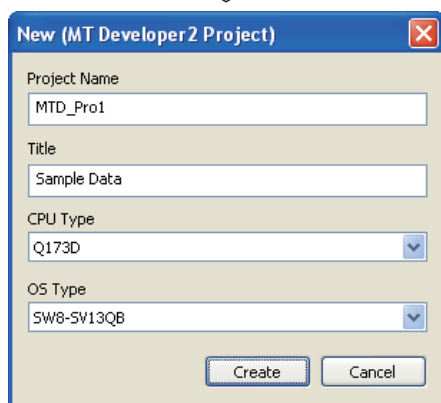 New (MT Developer2 Project)
Project Name
MTD_Pro1
Title
Sample Data
CPU Type
Q173D
OS Type
SW8-SV13QB
Create Cancel